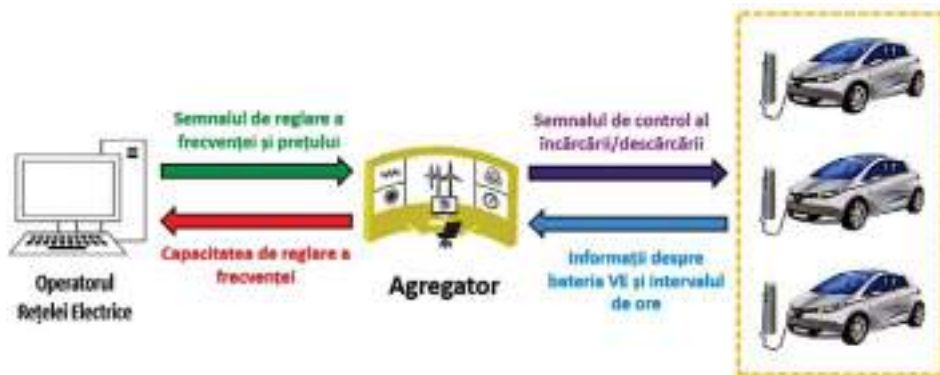 Semnalul de reglare a
frecvenței și prețului
Capacitatea de reglare a
frecvenței
Operatorul
Rețelei Electrice
Agregator
Semnalul de control al
încărcării/descărcării
Informații despre
bateria VE și intervalul
de ore